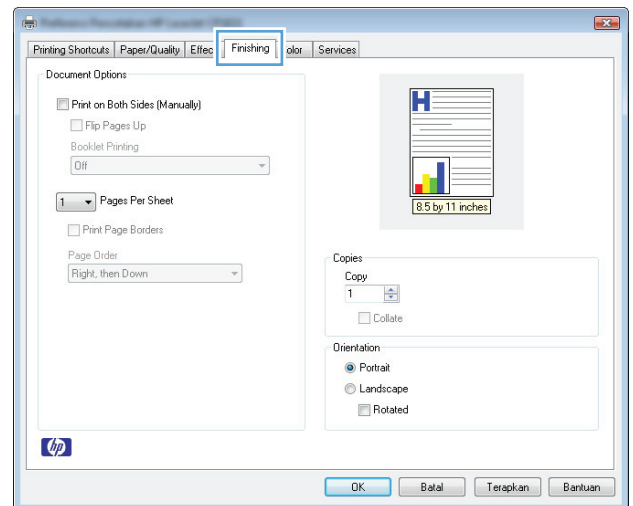 Printing Shortcuts Paper/Quality Effec Finishing olor Services
Document Options
Print on Both Sides (Manually)
Flip Pages Up
Booklet Printing
Off
1 Pages Per Sheet
Print Page Borders
Page Order
Right, then Down
H
8.5 by 11 inches
Copies
Copy
1
Collate
Orientation
Portrait
Landscape
Rotated
hp
OK Batal Terapkan Bantuan